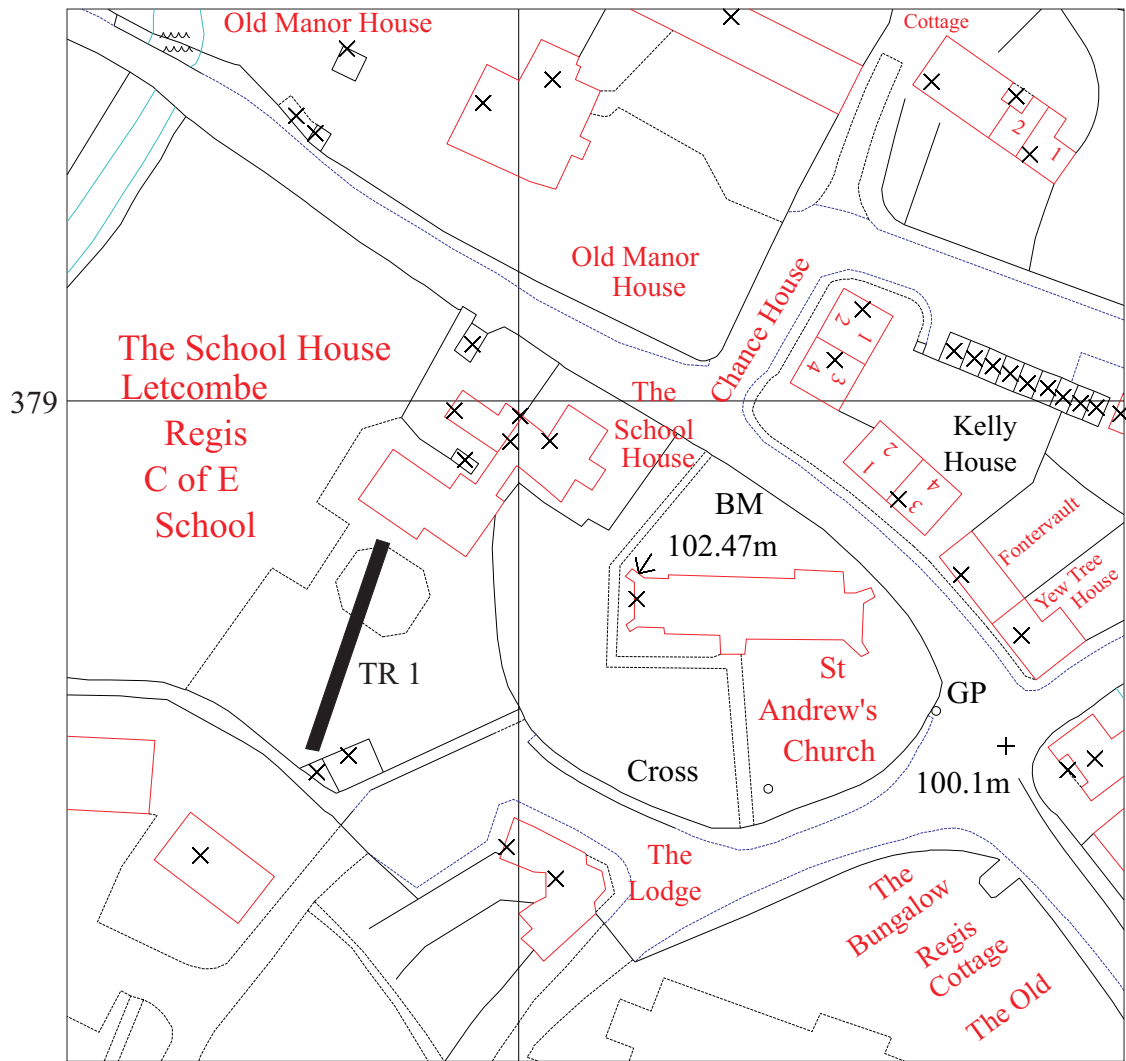 Old Manor House
Cottage
2
1
Old Manor
House
Chance House
2
1
4
3
The School House
Letcombe
Regis
C of E
School
379
The
School
House
Kelly
House
2
1
4
3
BM
102.47m
Fontervault
Yew Tree
House
TR 1
St
Andrew's
Church
GP
100.1m
Cross
The
Lodge
The
Bungalow
Regis
Cottage
The Old